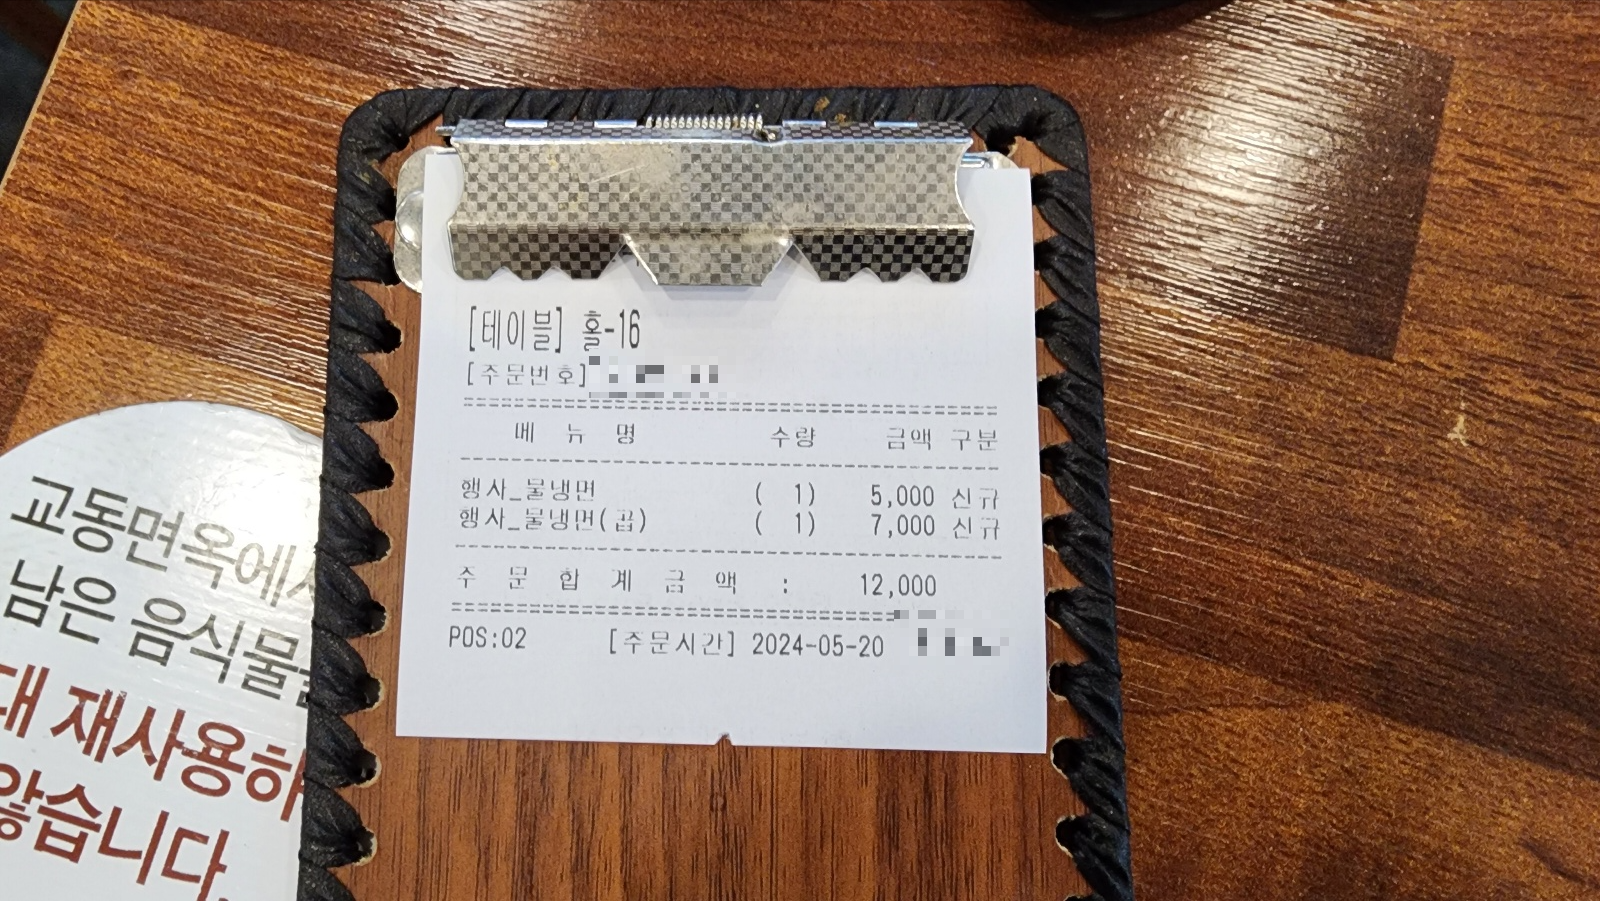 [테이블] 홀-16
[주문번호]
메 뉴 명 수량 금액 구분
행사_물냉면 ( 1) 5,000 신규
행사_물냉면(곱) ( 1) 7,000 신규
주 문 합 계 금 액 : 12,000
POS:02 [주문시간] 2024-05-20
교동면옥에서
남은 음식물
대 재사용하
않습니다.